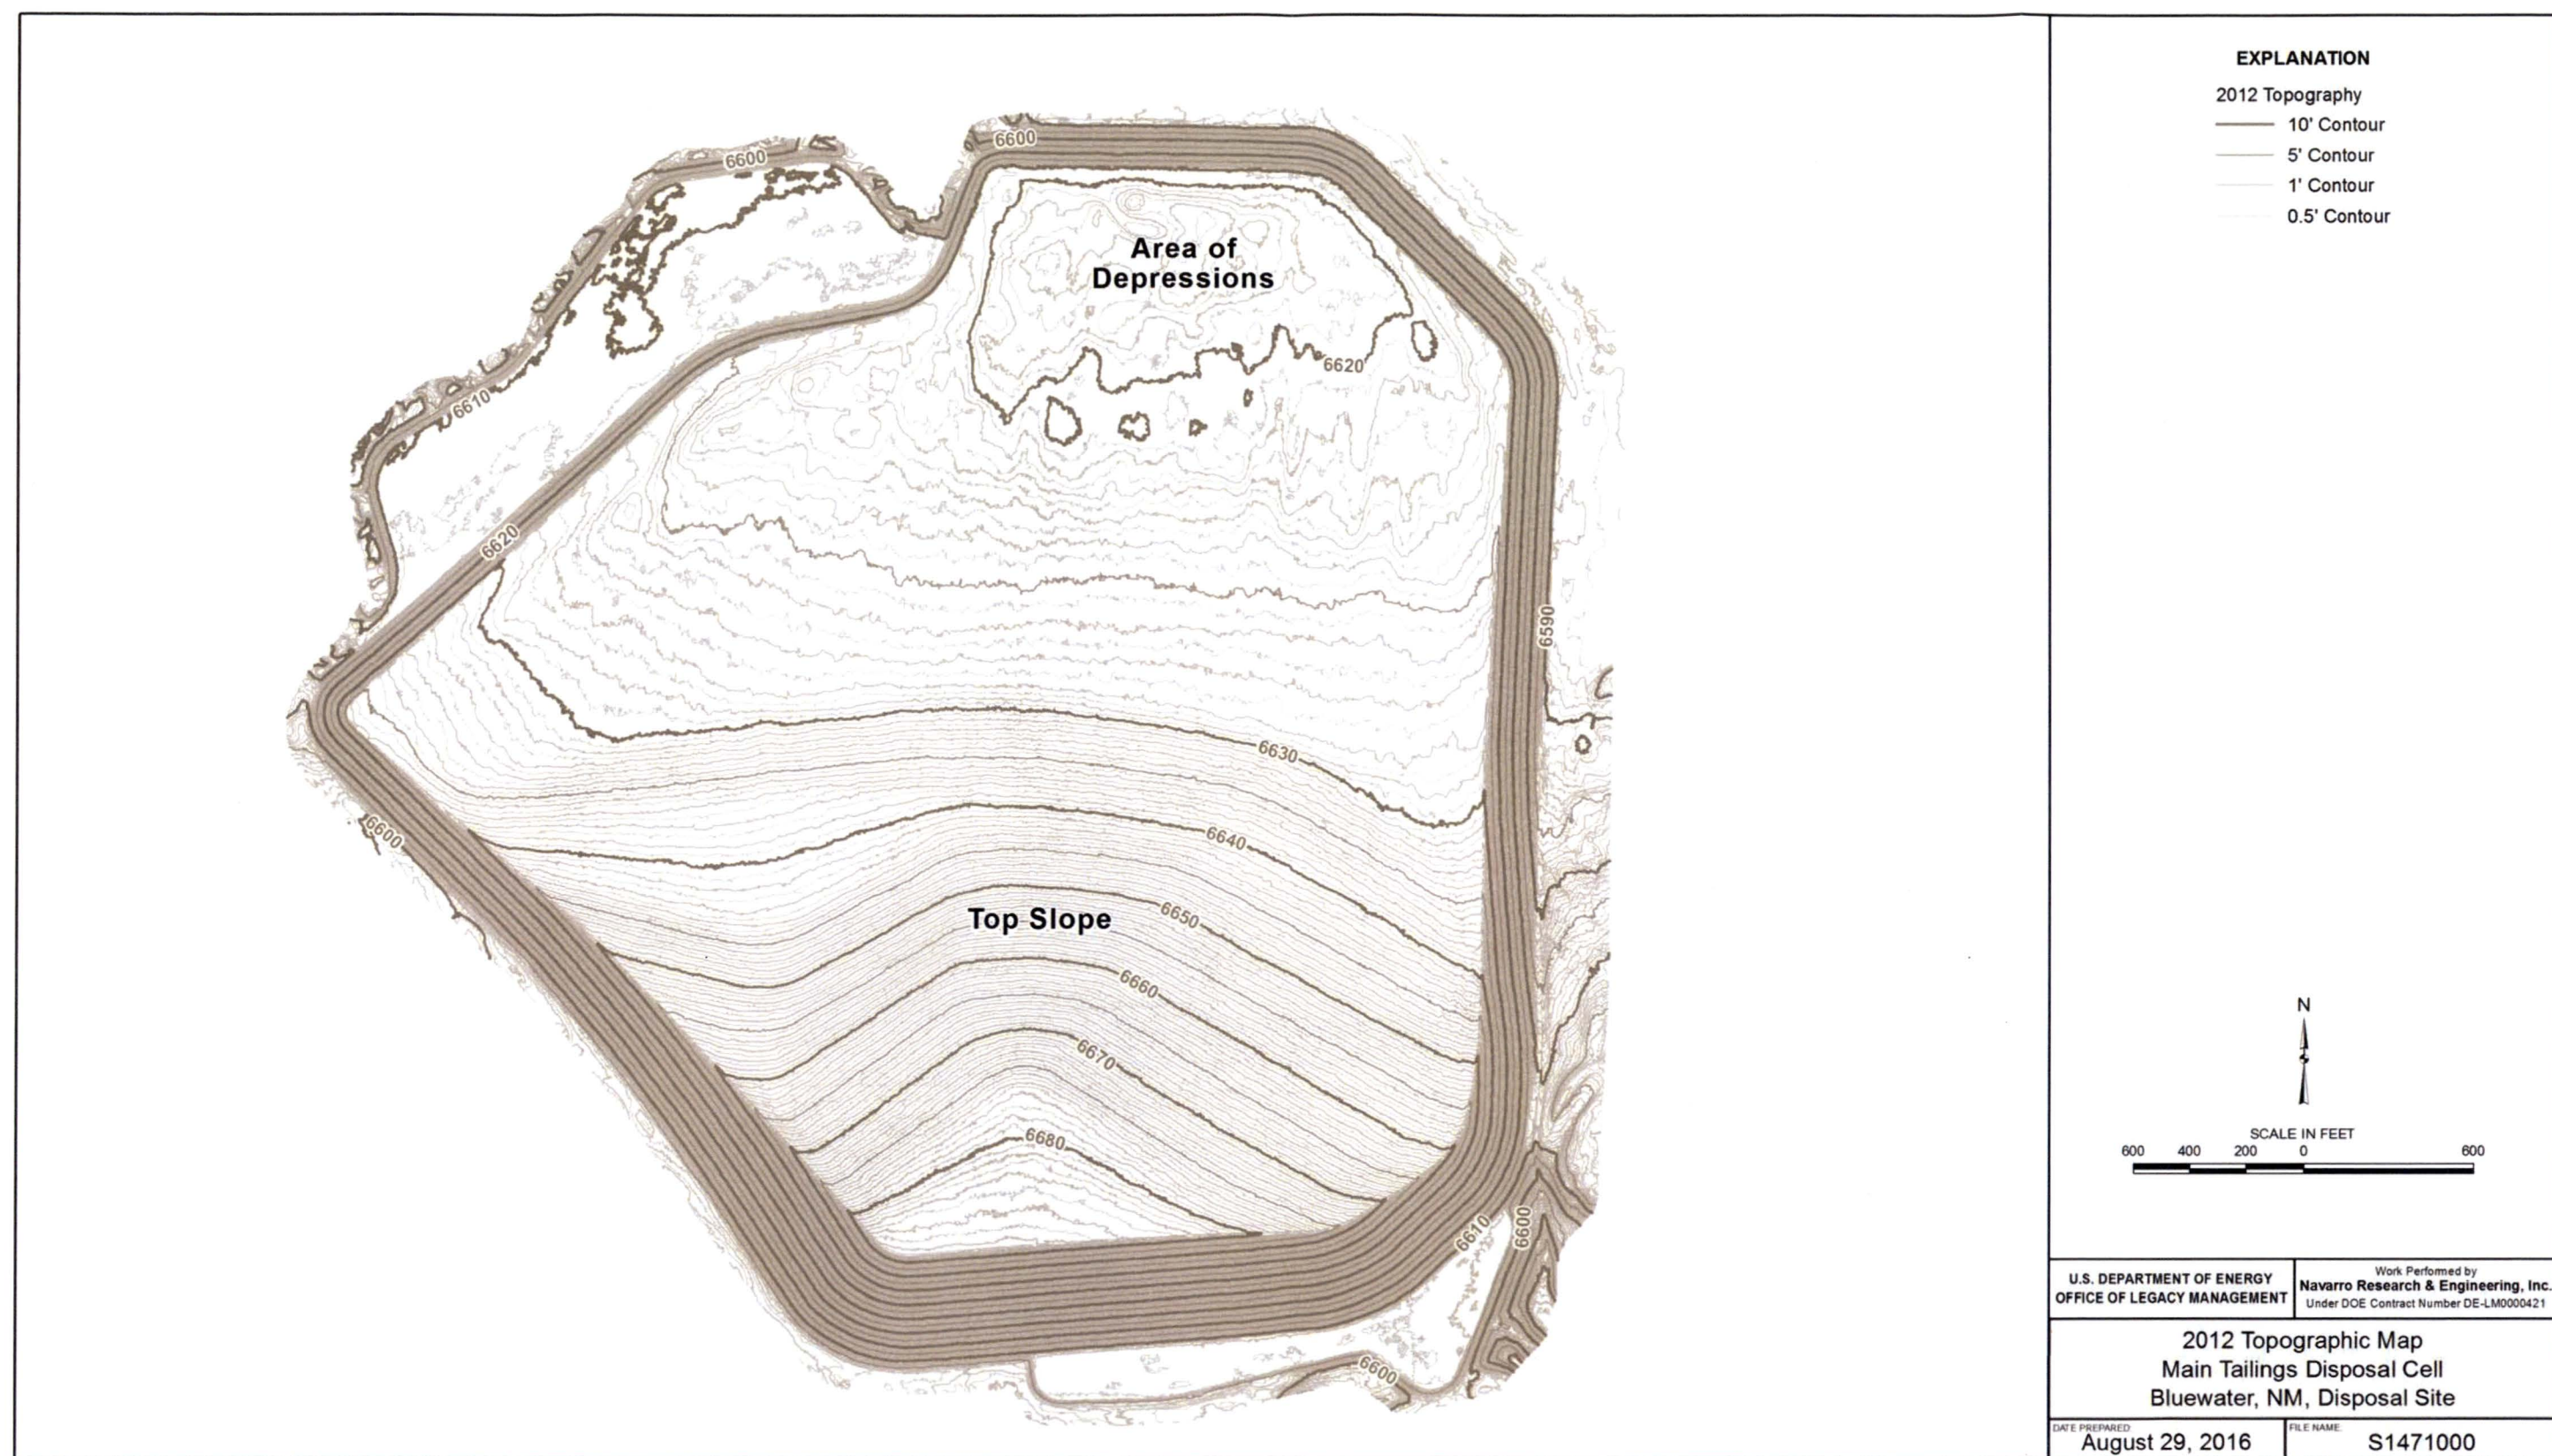 EXPLANATION
2012 Topography
10' Contour
5' Contour
1' Contour
0.5' Contour
6600
6600
Area of
Depressions
6620
6610
6620
6590
6630
6600
6640
Top Slope
6650
6660
6670
6680
6610
6600
6600
N
SCALE IN FEET
600 400 200 0 600
U.S. DEPARTMENT OF ENERGY
OFFICE OF LEGACY MANAGEMENT
Work Performed by
Navarro Research & Engineering, Inc.
Under DOE Contract Number DE-LM0000421
2012 Topographic Map
Main Tailings Disposal Cell
Bluewater, NM, Disposal Site
DATE PREPARED:
August 29, 2016
FILE NAME:
S1471000